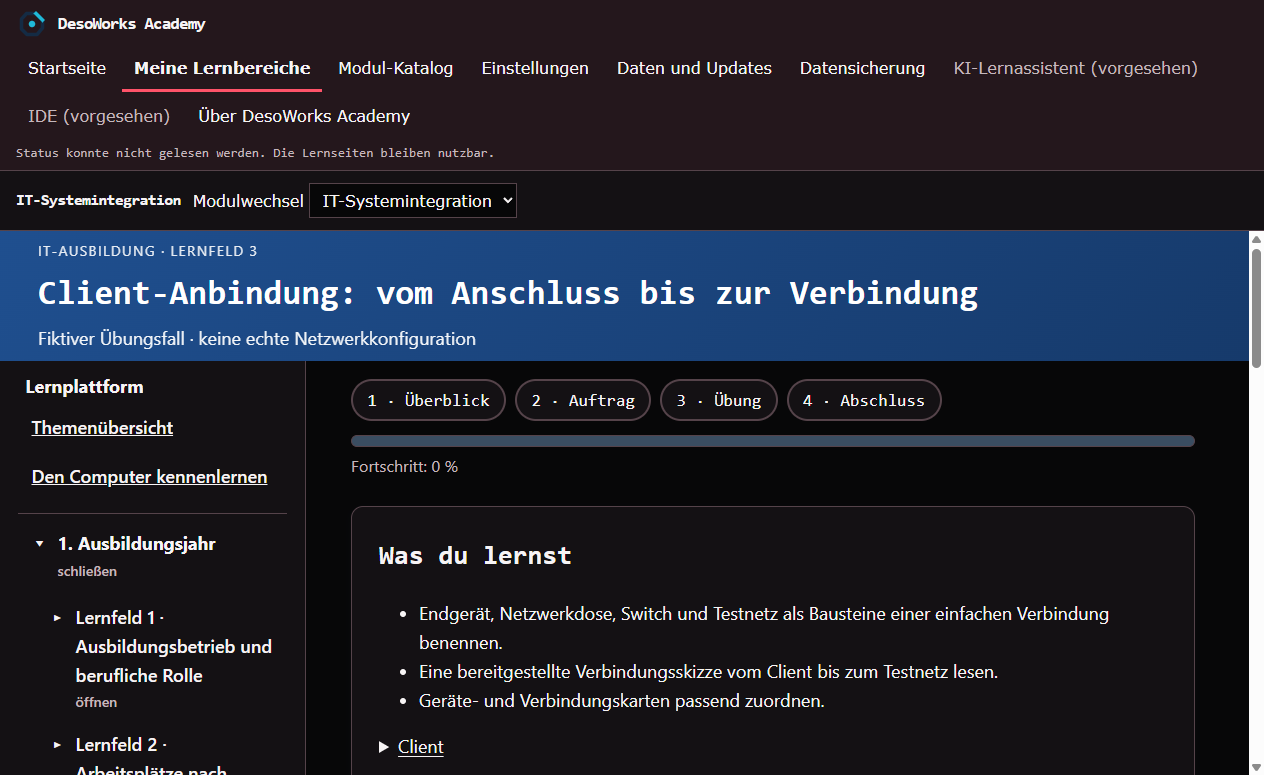 DesoWorks Academy
Startseite Meine Lernbereiche Modul-Katalog Einstellungen Daten und Updates Datensicherung KI-Lernassistent (vorgesehen)
IDE (vorgesehen) Über DesoWorks Academy
Status konnte nicht gelesen werden. Die Lernseiten bleiben nutzbar.
IT-Systemintegration Modulwechsel IT-Systemintegration
IT-AUSBILDUNG · LERNFELD 3
Client-Anbindung: vom Anschluss bis zur Verbindung
Fiktiver Übungsfall · keine echte Netzwerkkonfiguration
Lernplattform
Themenübersicht
Den Computer kennenlernen
1. Ausbildungsjahr
schließen
Lernfeld 1 ·
Ausbildungsbetrieb und
berufliche Rolle
öffnen
Lernfeld 2 ·
Arbeitsplätze nach
1 · Überblick
2 · Auftrag
3 · Übung
4 · Abschluss
Fortschritt: 0 %
Was du lernst
• Endgerät, Netzwerkdose, Switch und Testnetz als Bausteine einer einfachen Verbindung
benennen.
• Eine bereitgestellte Verbindungsskizze vom Client bis zum Testnetz lesen.
• Geräte- und Verbindungskarten passend zuordnen.
Client